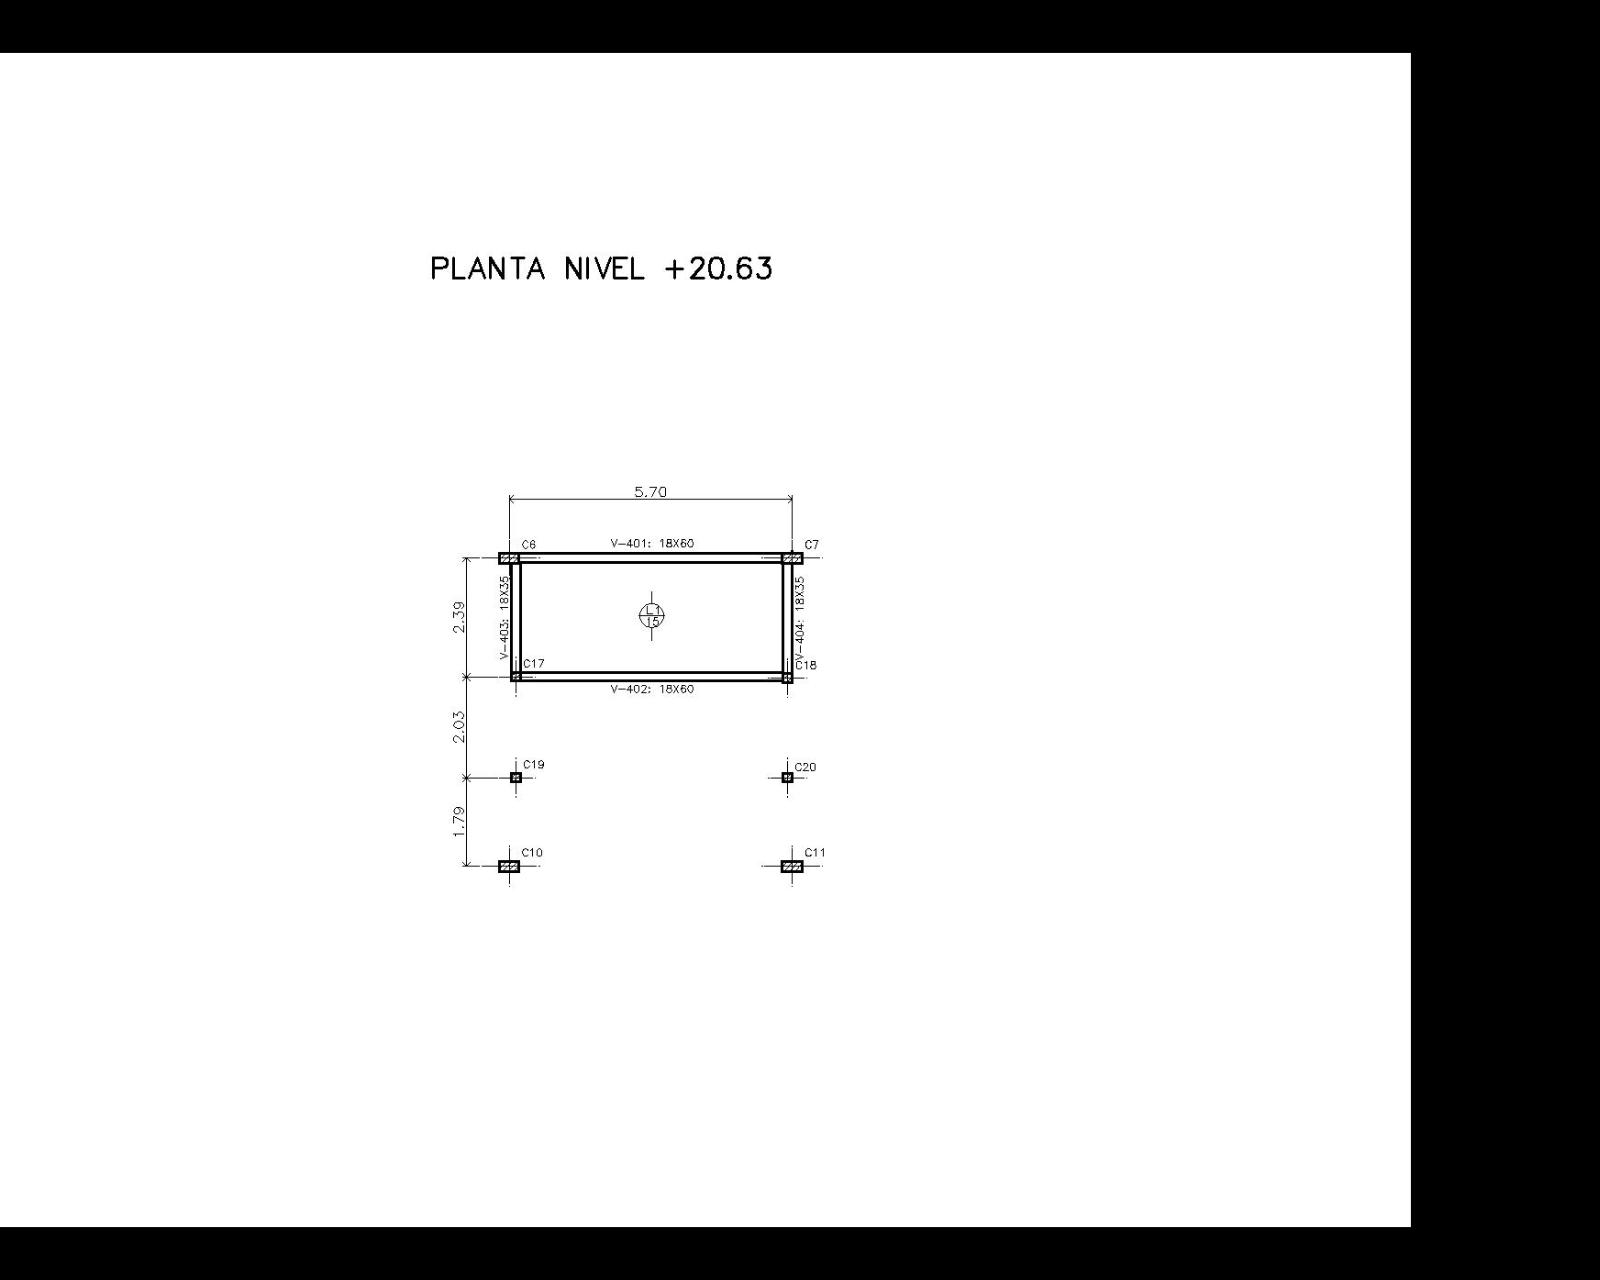 PLANTA NIVEL +20.63
5.70
C6
V-401: 18X60
C7
V-403: 18X35
V-404: 18X35
2.39
L1
15
C17
C18
V-402: 18X60
2.03
C19
C20
1.79
C10
C11